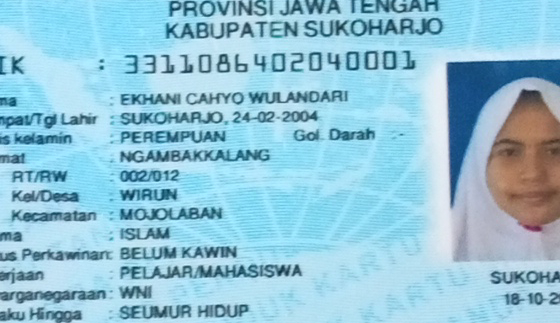 PROVINSI JAWA TENGAH
KABUPATEN SUKOHARJO
IK : 3311086402040001
ma : EKHANI CAHYO WULANDARI
mpat/Tgl Lahir : SUKOHARJO, 24-02-2004
is kelamin : PEREMPUAN Gol. Darah : -
mat : NGAMBAKKALANG
RT/RW : 002/012
Kel/Desa : WIRUN
Kecamatan : MOJOLABAN
ma : ISLAM
us Perkawinan: BELUM KAWIN
erjaan : PELAJAR/MAHASISWA
arganegaraan : WNI
aku Hingga : SEUMUR HIDUP
SUKOHA
18-10-2